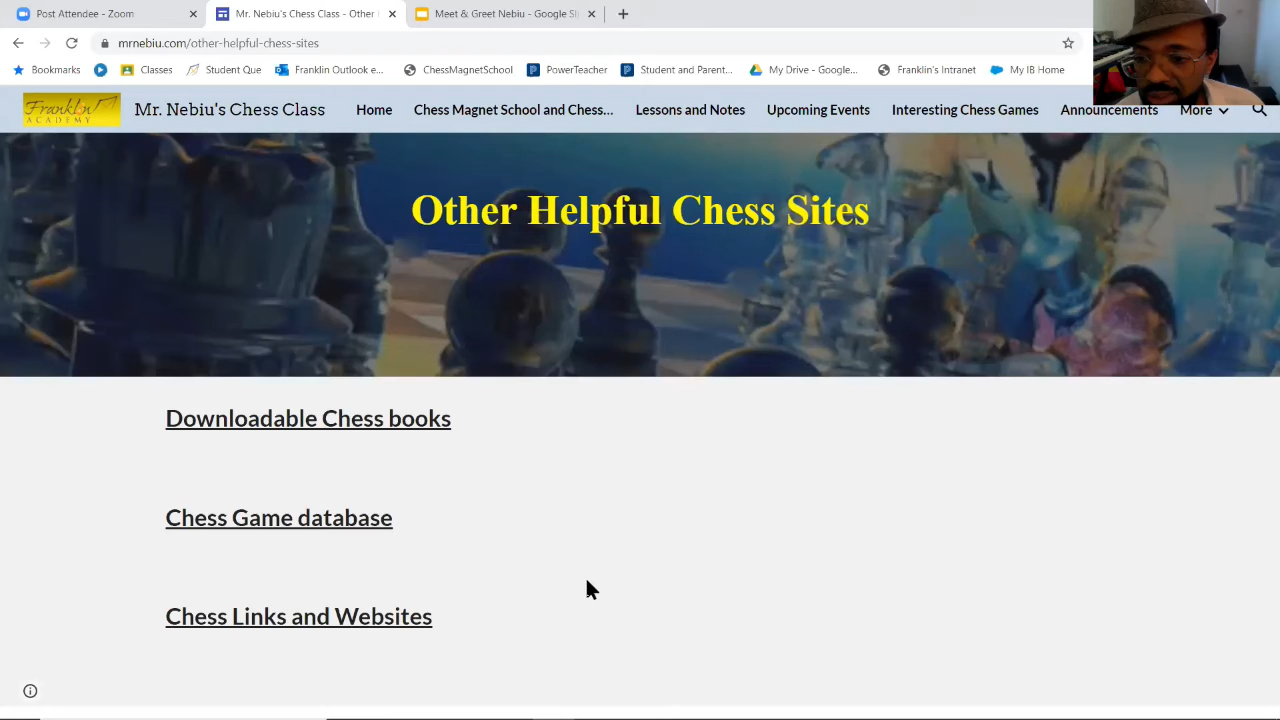 Post Attendee - Zoom
Mr. Nebiu's Chess Class - Other
Meet & Greet Nebiu - Google Sl
mrnebiu.com/other-helpful-chess-sites
Bookmarks
Classes
Student Que
Franklin Outlook e...
ChessMagnetSchool
PowerTeacher
Student and Parent...
My Drive - Google...
Franklin's Intranet
My IB Home
Franklin
ACADEMY
Mr. Nebiu's Chess Class
Home
Chess MagnetSchool and Chess...
Lessons and Notes
Upcoming Events
Interesting Chess Games
Announcements
More
Other Helpful Chess Sites
Downloadable Chess books
Chess Game database
Chess Links and Websites